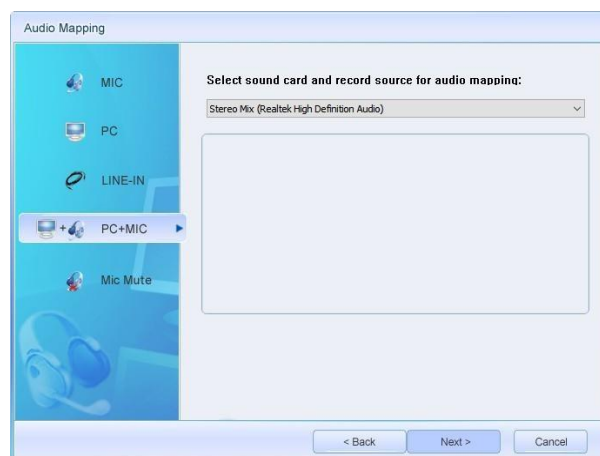 Audio Mapping
MIC
PC
LINE-IN
PC+MIC
Mic Mute
Select sound card and record source for audio mapping:
Stereo Mix (Realtek High Definition Audio)
< Back
Next >
Cancel